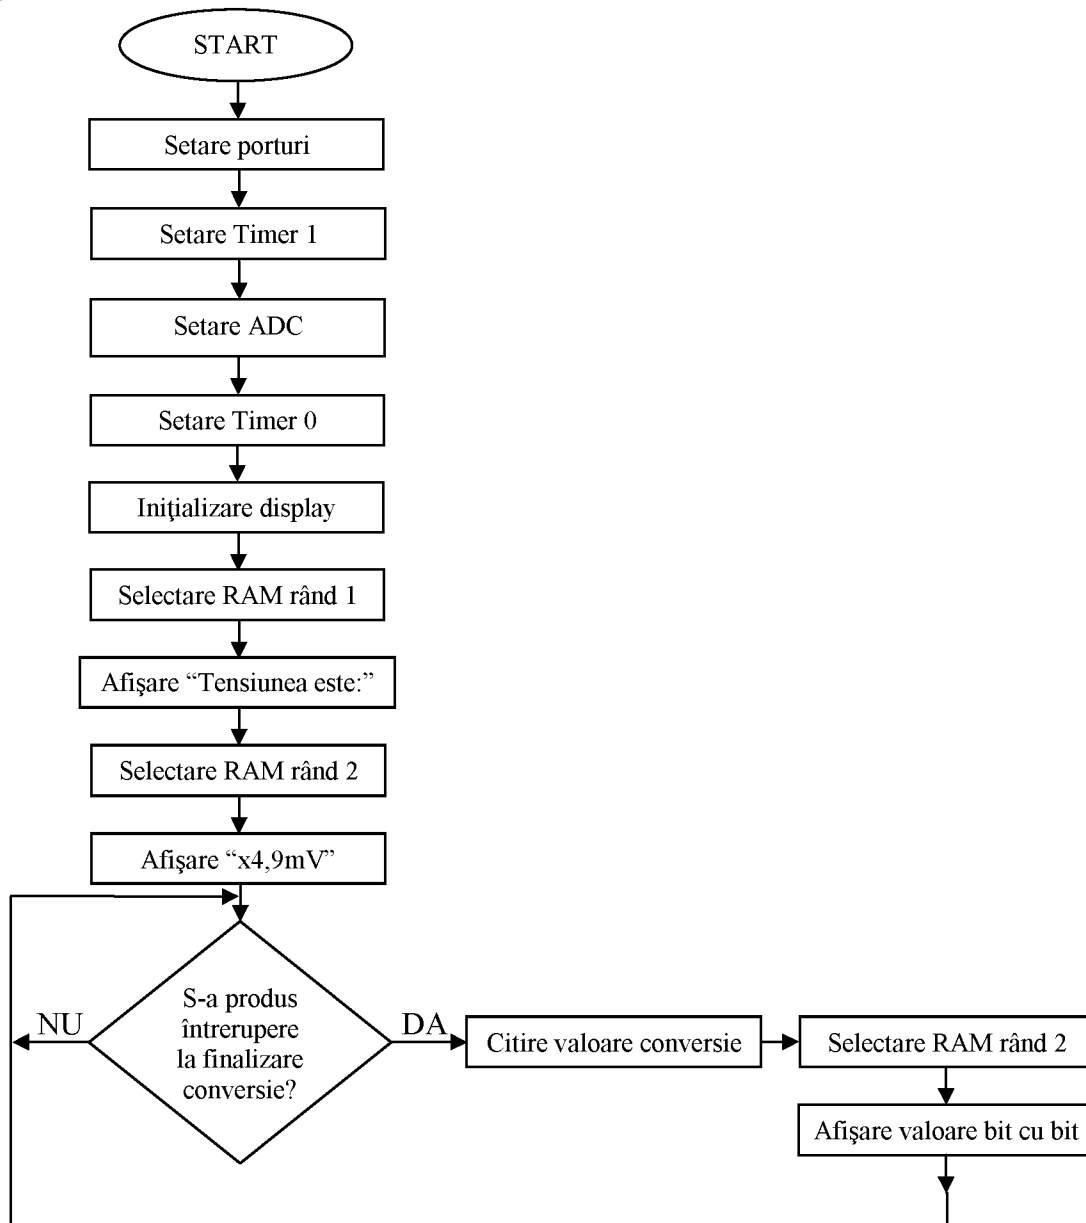 START
Setare porturi
Setare Timer 1
Setare ADC
Setare Timer 0
Iniţializare display
Selectare RAM rând 1
Afişare “Tensiunea este:”
Selectare RAM rând 2
Afişare “x4,9mV”
S-a produs
întrerupere
la finalizare
conversie?
NU
DA
Citire valoare conversie
Selectare RAM rând 2
Afişare valoare bit cu bit